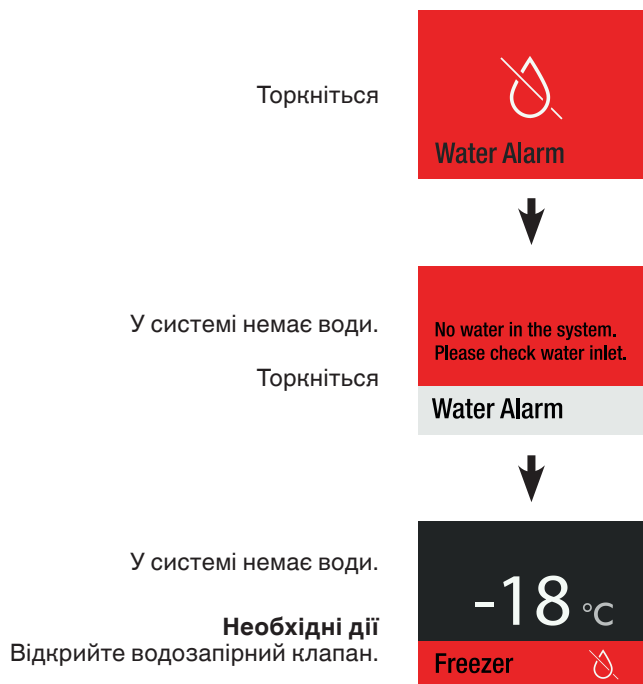 Торкніться
Water Alarm
У системі немає води.
No water in the system.
Please check water inlet.
Торкніться
Water Alarm
У системі немає води.
-18 °C
Необхідні дії
Відкрийте водозапірний клапан.
Freezer